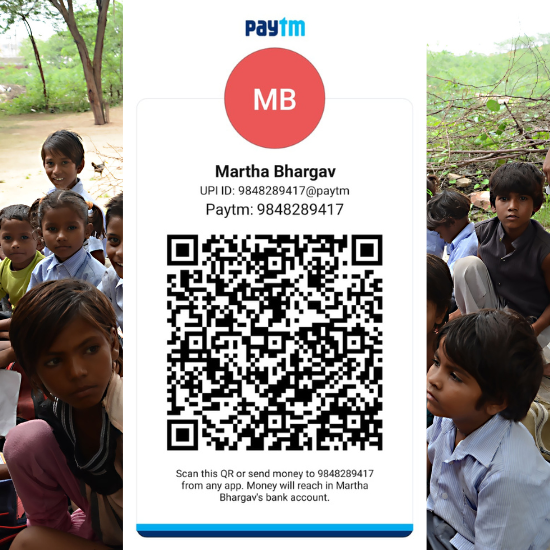 paytm
MB
Martha Bhargav
UPI ID: 9848289417@paytm
Paytm: 9848289417
Scan this QR or send money to 9848289417
from any app. Money will reach in Martha
Bhargav's bank account.